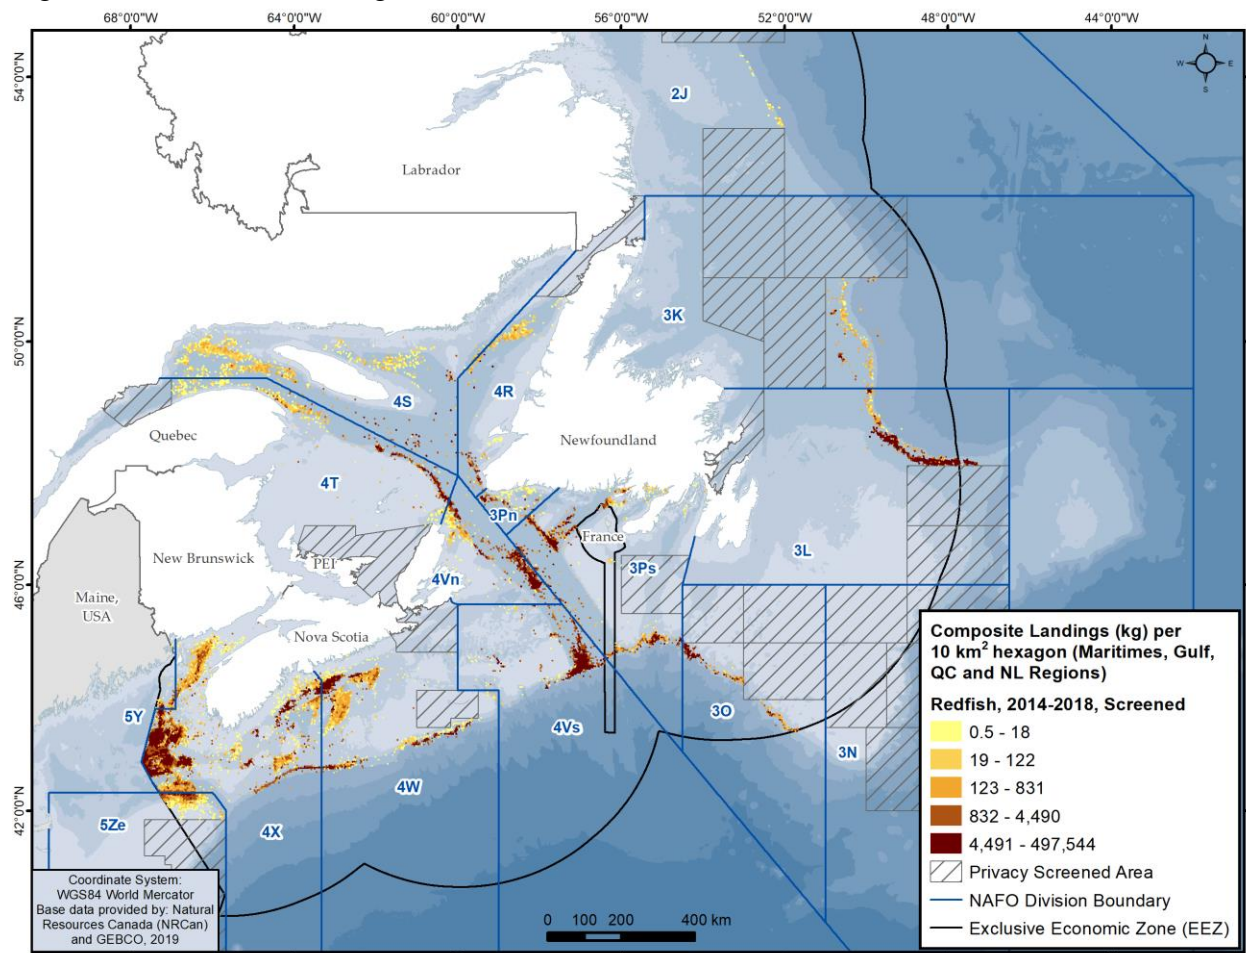 68°0'0"W 64°0'0"W 60°0'0"W 56°0'0"W 52°0'0"W 48°0'0"W 44°0'0"W
N
W E
S
54°0'0"N
2J
Labrador
50°0'0"N
3K
4R
4S
Quebec
Newfoundland
4T
3Pn
France
3L
New Brunswick
PEI
3Ps
46°0'0"N
4Vn
Maine,
USA
Nova Scotia
5Y
3O
4Vs
3N
4W
42°0'0"N
5Ze
4X
Composite Landings (kg) per
10 km² hexagon (Maritimes, Gulf,
QC and NL Regions)
Redfish, 2014-2018, Screened
0.5 - 18
19 - 122
123 - 831
832 - 4,490
4,491 - 497,544
Privacy Screened Area
NAFO Division Boundary
Exclusive Economic Zone (EEZ)
Coordinate System:
WGS84 World Mercator
Base data provided by: Natural
Resources Canada (NRCan)
and GEBCO, 2019
0 100 200 400 km